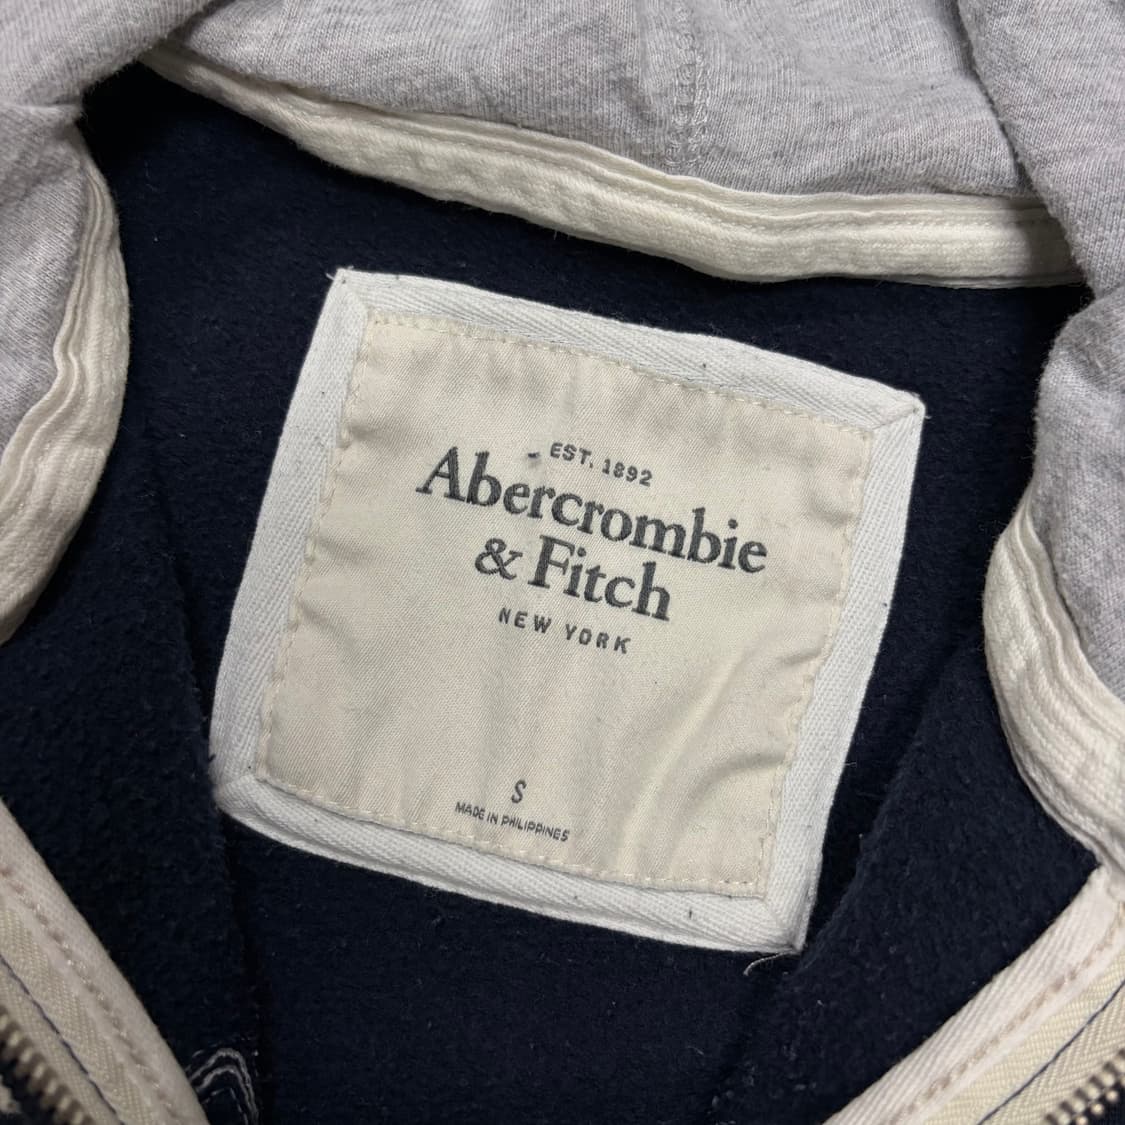 EST. 1892
Abercrombie
& Fitch
NEW YORK
S
MADE IN PHILIPPINES